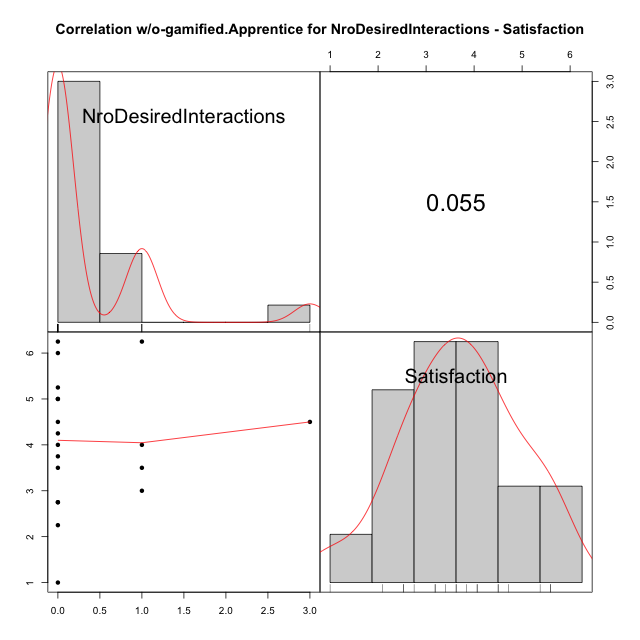 Correlation w/o-gamified.Apprentice for NroDesiredInteractions - Satisfaction
1 2 3 4 5 6
NroDesiredInteractions
0.055
3.0
2.5
2.0
1.5
1.0
0.5
0.0
Satisfaction
6
5
4
3
2
1
0.0 0.5 1.0 1.5 2.0 2.5 3.0